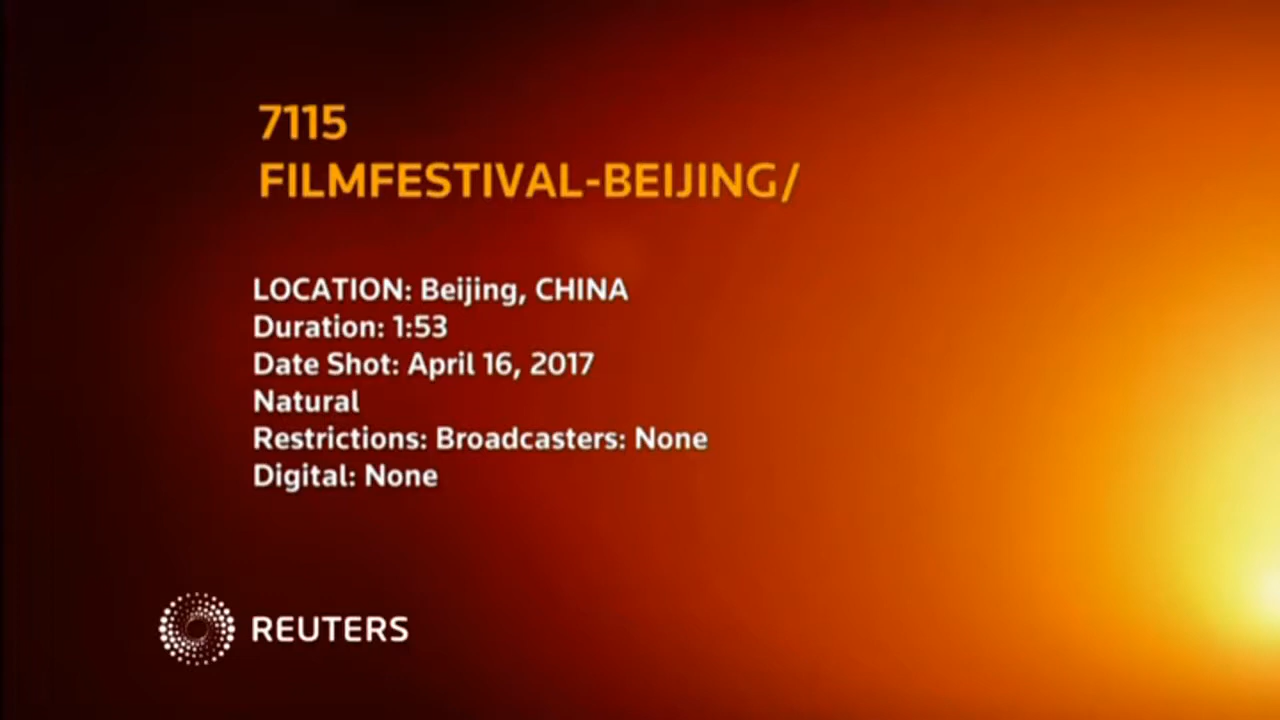 7115
FILMFESTIVAL-BEIJING/
LOCATION: Beijing, CHINA
Duration: 1:53
Date Shot: April 16, 2017
Natural
Restrictions: Broadcasters: None
Digital: None
REUTERS